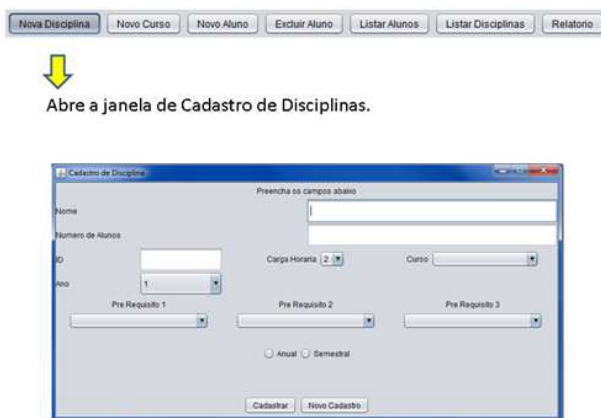 Nova Disciplina Novo Curso Novo Aluno Excluir Aluno Listar Alunos Listar Disciplinas Relatorio
Abre a janela de Cadastro de Disciplinas.
Cadastro de Disciplina
Preencha os campos abaixo
Nome
Numero de Alunos
ID Carga Horaria 2 Curso
Ano 1
Pre Requisito 1 Pre Requisito 2 Pre Requisito 3
Anual Semestral
Cadastrar Novo Cadastro